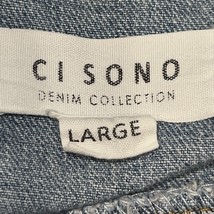 CI SONO
DENIM COLLECTION
LARGE